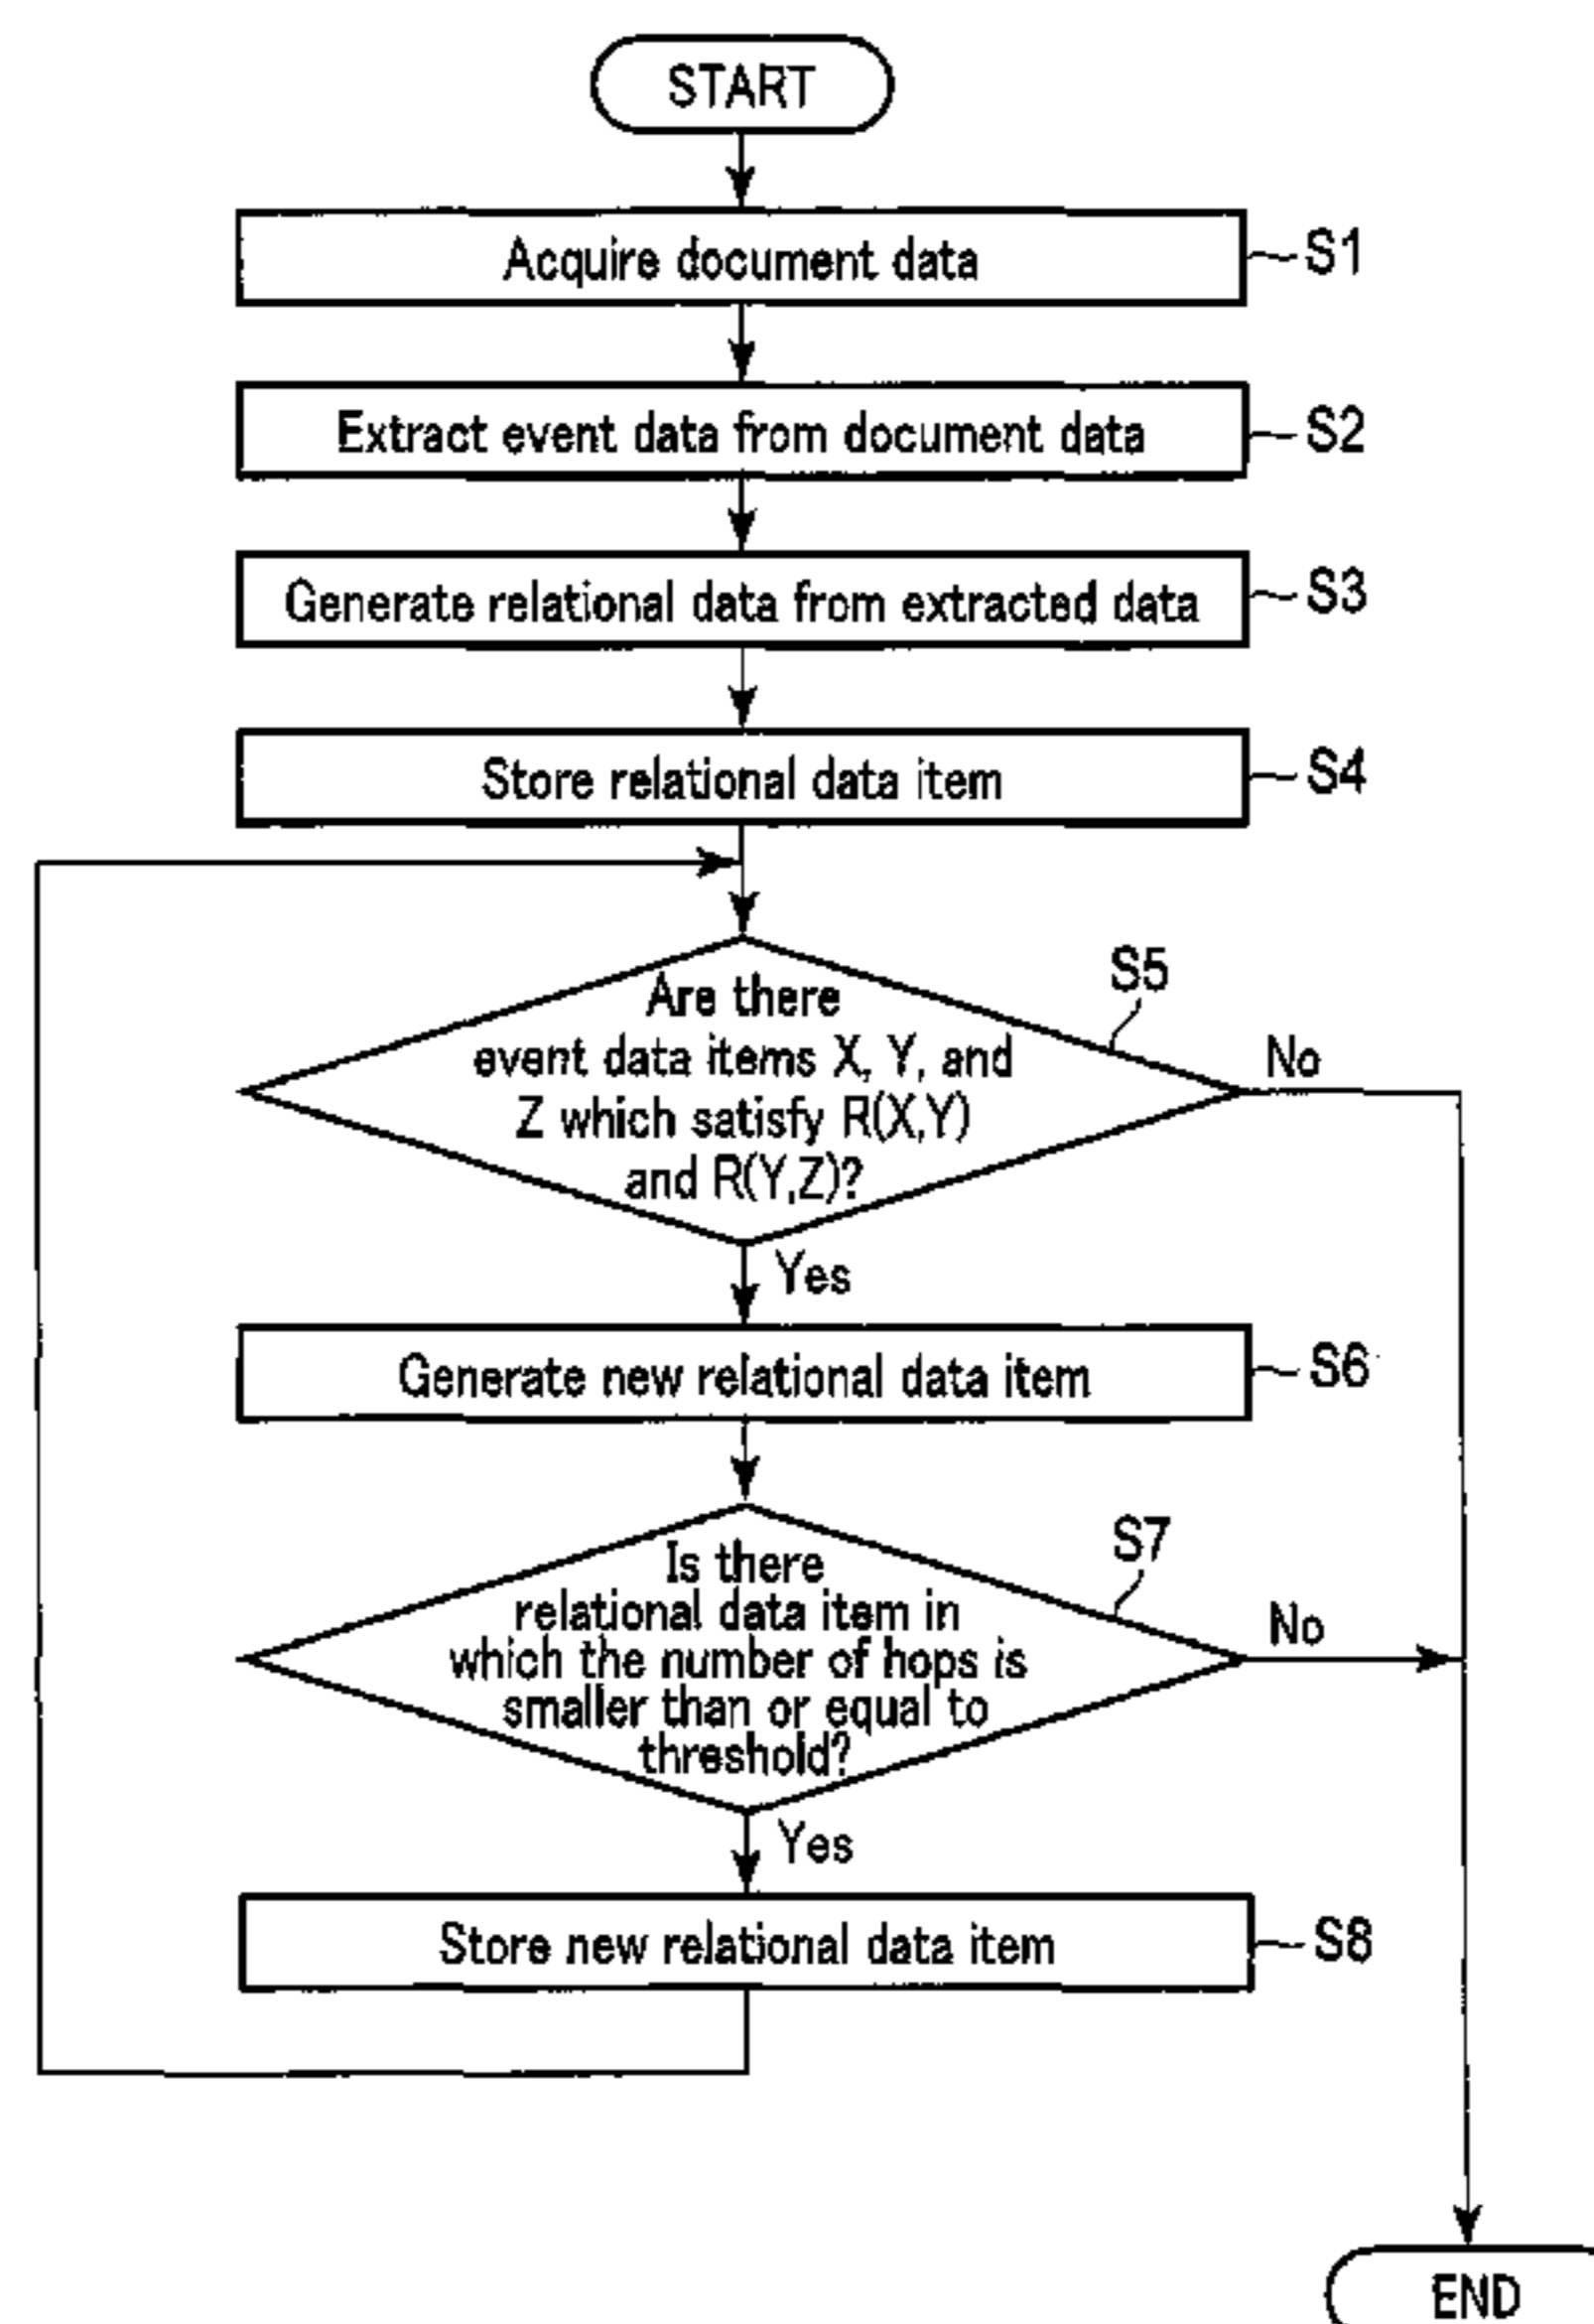 START
Acquire document data
S1
Extract event data from document data
S2
Generate relational data from extracted data
S3
Store relational data item
S4
S5
Are there
event data items X, Y, and
Z which satisfy R(X,Y)
and R(Y,Z)?
No
Yes
Generate new relational data item
S6
S7
Is there
relational data item in
which the number of hops is
smaller than or equal to
threshold?
No
Yes
Store new relational data item
S8
END